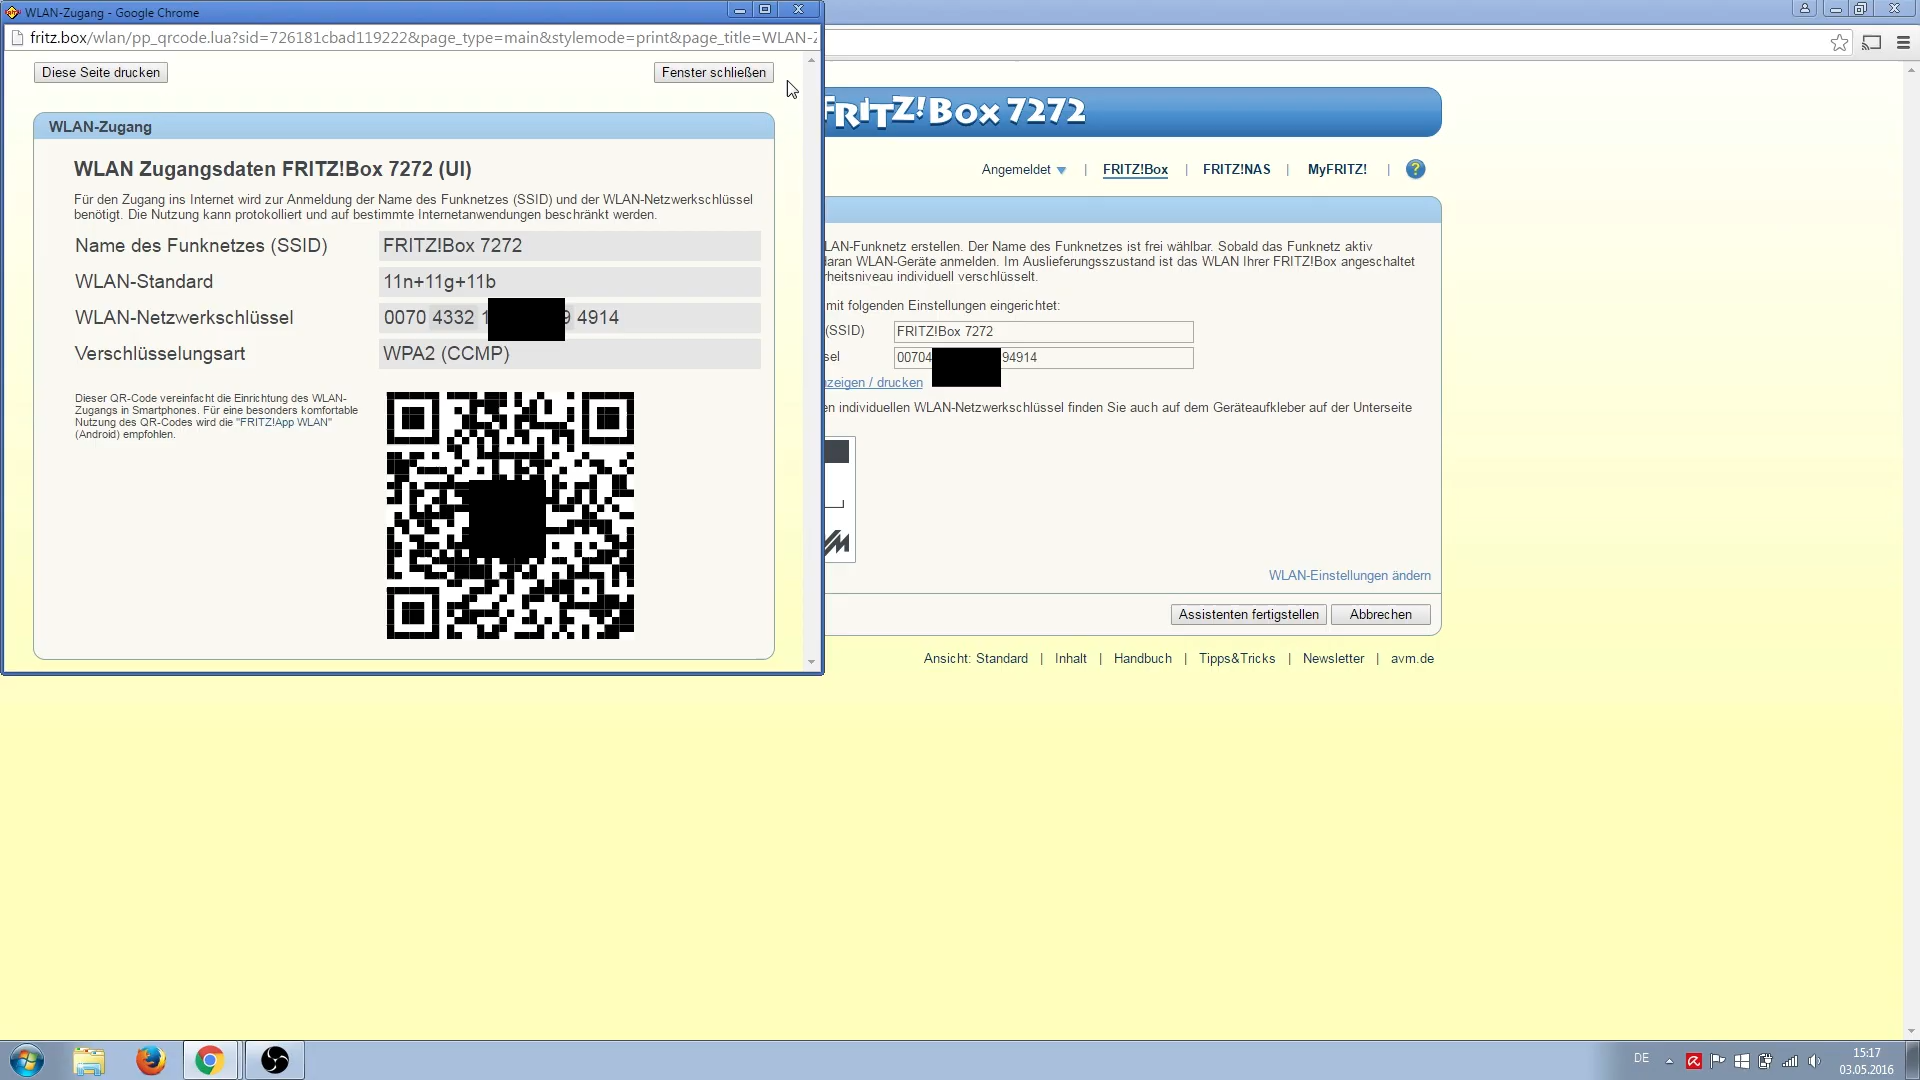 WLAN-Zugang - Google Chrome
fritz.box/wlan/pp_qrcode.lua?sid=726181cbad119222&page_type=main&stylemode=print&page_title=WLAN-
Diese Seite drucken
Fenster schließen
WLAN-Zugang
WLAN Zugangsdaten FRITZ!Box 7272 (UI)
Für den Zugang ins Internet wird zur Anmeldung der Name des Funknetzes (SSID) und der WLAN-Netzwerkschlüssel
benötigt. Die Nutzung kann protokolliert und auf bestimmte Internetanwendungen beschränkt werden.
Name des Funknetzes (SSID) FRITZ!Box 7272
WLAN-Standard 11n+11g+11b
WLAN-Netzwerkschlüssel 0070 4332 1 9 4914
Verschlüsselungsart WPA2 (CCMP)
Dieser QR-Code vereinfacht die Einrichtung des WLAN-
Zugangs in Smartphones. Für eine besonders komfortable
Nutzung des QR-Codes wird die "FRITZ!App WLAN"
(Android) empfohlen.
FRITZ!Box 7272
Angemeldet | FRITZ!Box | FRITZ!NAS | MyFRITZ! | ?
LAN-Funknetz erstellen. Der Name des Funknetzes ist frei wählbar. Sobald das Funknetz aktiv
daran WLAN-Geräte anmelden. Im Auslieferungszustand ist das WLAN Ihrer FRITZ!Box angeschaltet
rheitsniveau individuell verschlüsselt.
mit folgenden Einstellungen eingerichtet:
(SSID) FRITZ!Box 7272
sel 00704 94914
zeigen / drucken
en individuellen WLAN-Netzwerkschlüssel finden Sie auch auf dem Geräteaufkleber auf der Unterseite
WLAN-Einstellungen ändern
Assistenten fertigstellen
Abbrechen
Ansicht: Standard | Inhalt | Handbuch | Tipps&Tricks | Newsletter | avm.de
DE
15:17
03.05.2016